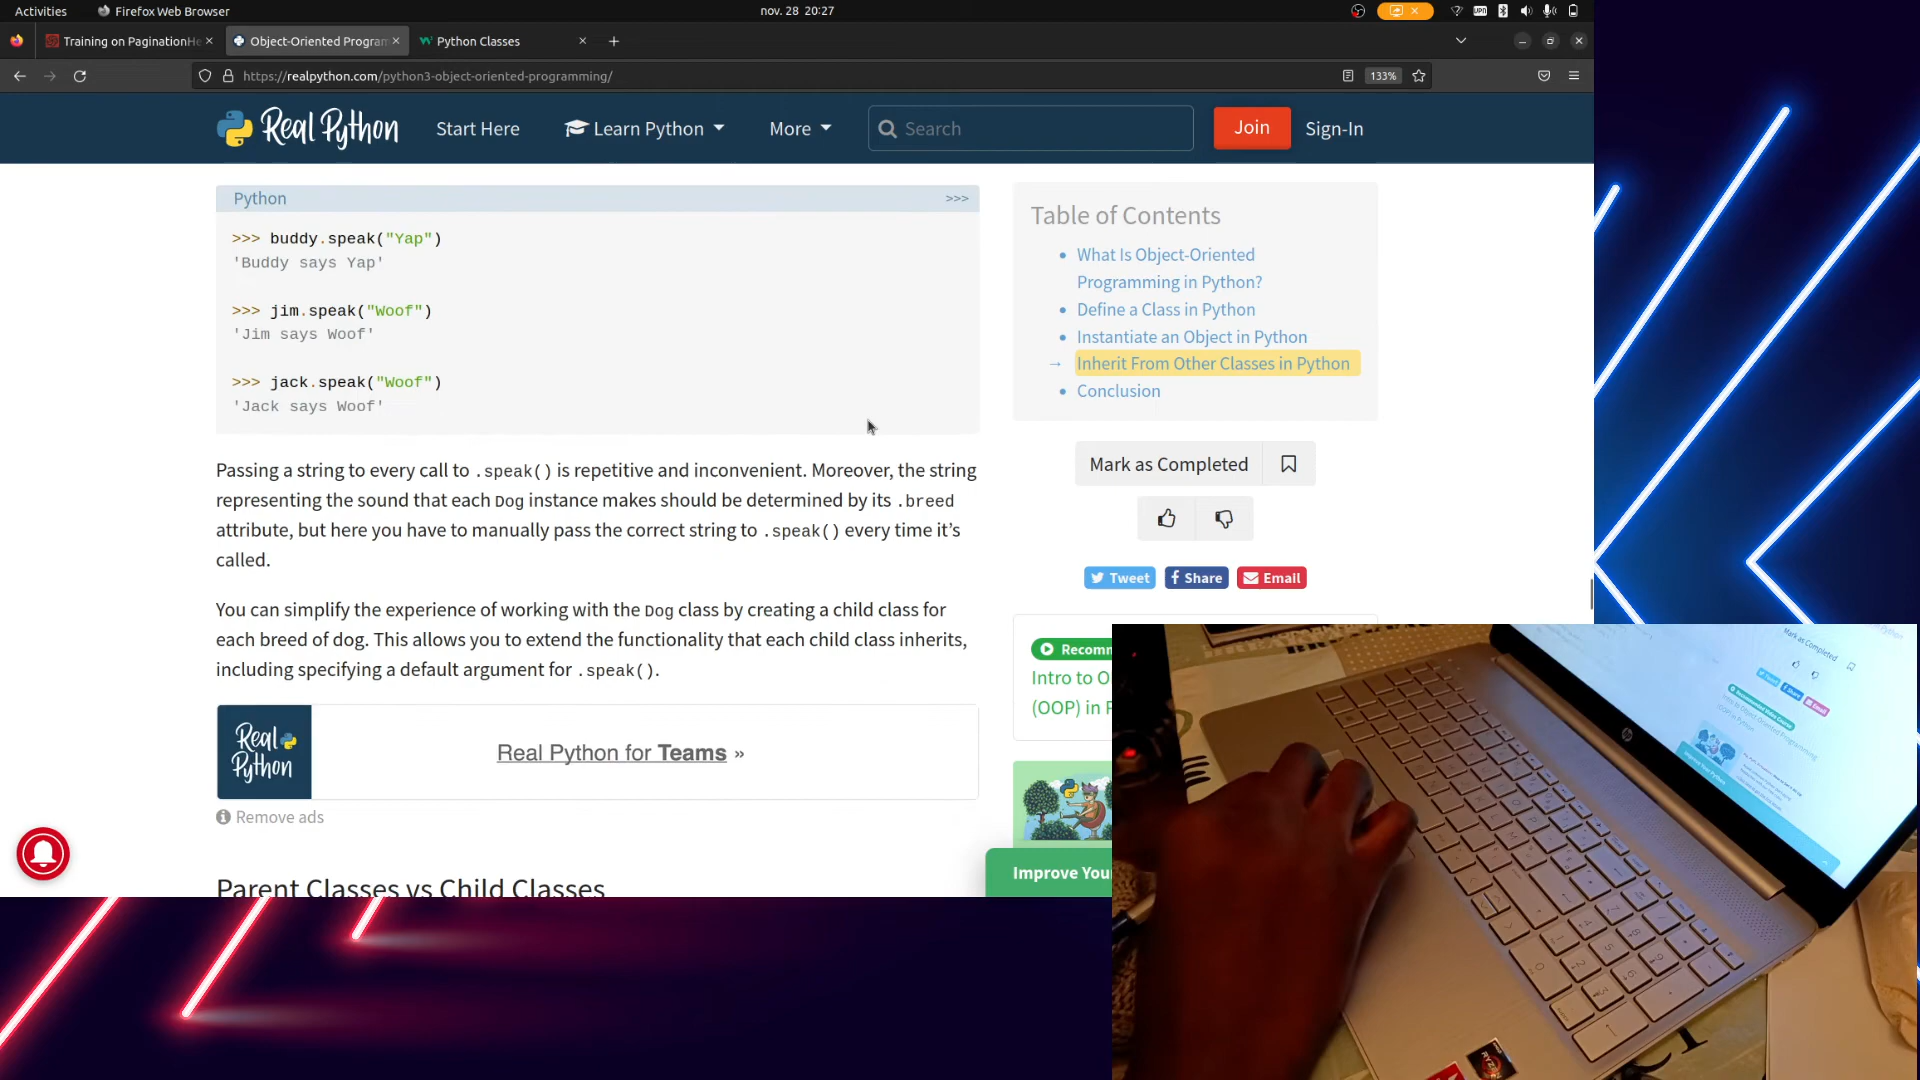 Activities
Firefox Web Browser
nov. 28 20:27
Training on PaginationHe
Object-Oriented Program
Python Classes
https://realpython.com/python3-object-oriented-programming/
133%
Real Python
Start Here
Learn Python
More
Search
Join
Sign-In
Python
>>>
>>> buddy.speak("Yap")
'Buddy says Yap'
>>> jim.speak("Woof")
'Jim says Woof'
>>> jack.speak("Woof")
'Jack says Woof'
Passing a string to every call to .speak() is repetitive and inconvenient. Moreover, the string
representing the sound that each Dog instance makes should be determined by its .breed
attribute, but here you have to manually pass the correct string to .speak() every time it’s
called.
You can simplify the experience of working with the Dog class by creating a child class for
each breed of dog. This allows you to extend the functionality that each child class inherits,
including specifying a default argument for .speak().
Real Python
Real Python for Teams »
Remove ads
Parent Classes vs Child Classes
Table of Contents
What Is Object-Oriented
Programming in Python?
Define a Class in Python
Instantiate an Object in Python
→ Inherit From Other Classes in Python
Conclusion
Mark as Completed
Tweet
Share
Email
Recomm
Intro to O
(OOP) in P
Improve You
Mark as Completed
Tweet
Share
Email
hp
RYZEN